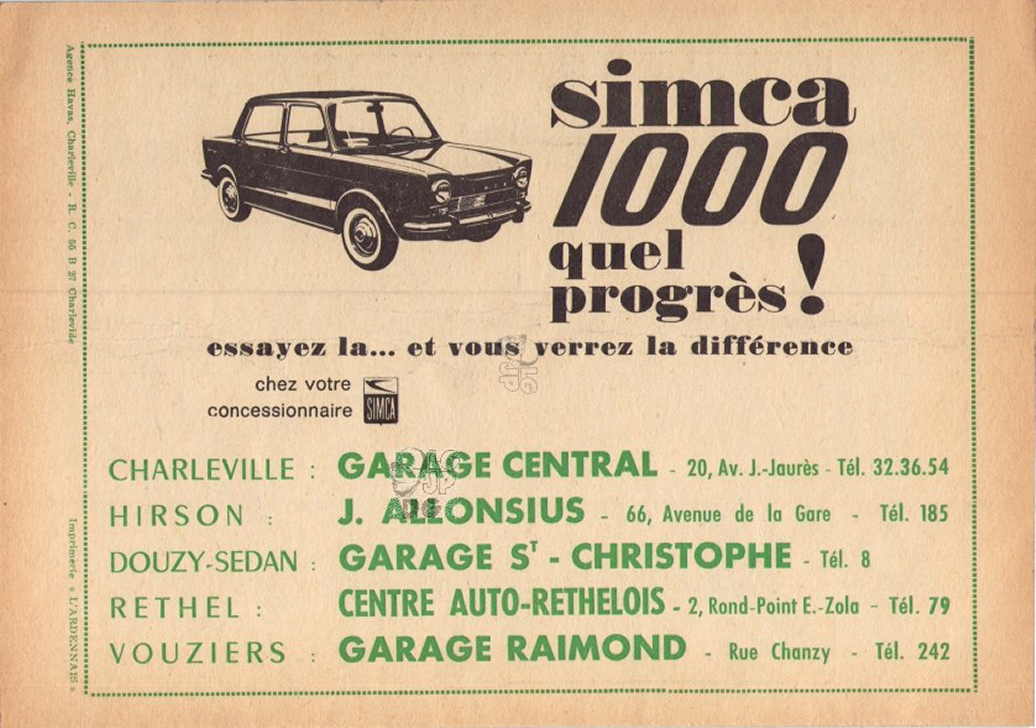 simca
1000
quel
progrès!
essayez la... et vous verrez la différence
chez votre
concessionnaire SIMCA
CHARLEVILLE : GARAGE CENTRAL - 20, Av. J.-Jaurès - Tél. 32.36.54
HIRSON : J. ALLONSIUS - 66, Avenue de la Gare - Tél. 185
DOUZY-SEDAN : GARAGE ST - CHRISTOPHE - Tél. 8
RETHEL : CENTRE AUTO-RETHELOIS - 2, Rond-Point E.-Zola - Tél. 79
VOUZIERS : GARAGE RAIMOND - Rue Chanzy - Tél. 242
Agence Havas, Charleville - R. C. 55 B 27 Charleville
Imprimerie « L'ARDENNAIS »